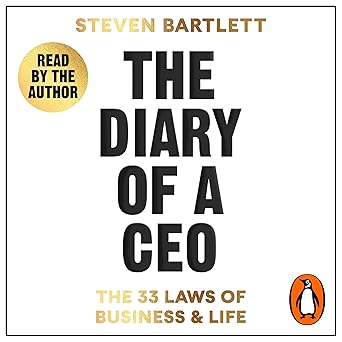 STEVEN BARTLETT
READ
BY THE
AUTHOR
THE
DIARY
OF A
CEO
THE 33 LAWS OF
BUSINESS & LIFE